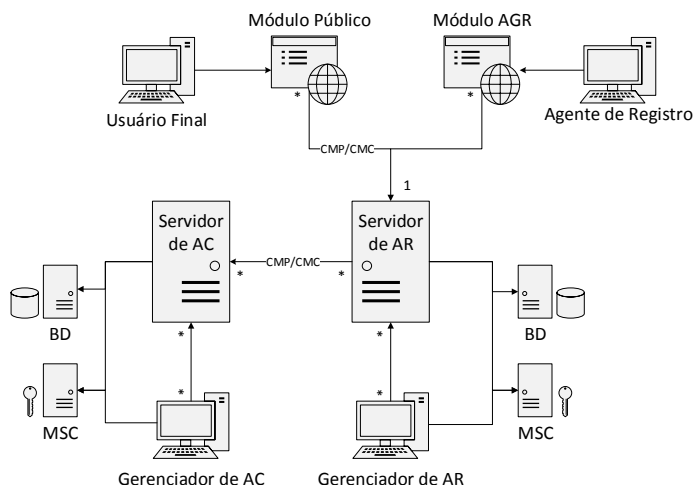 Módulo Público
Módulo AGR
*
*
Usuário Final
Agente de Registro
CMP/CMC
1
Servidor
de AC
Servidor
de AR
CMP/CMC
*
*
BD
BD
*
*
*
*
MSC
MSC
Gerenciador de AC
Gerenciador de AR